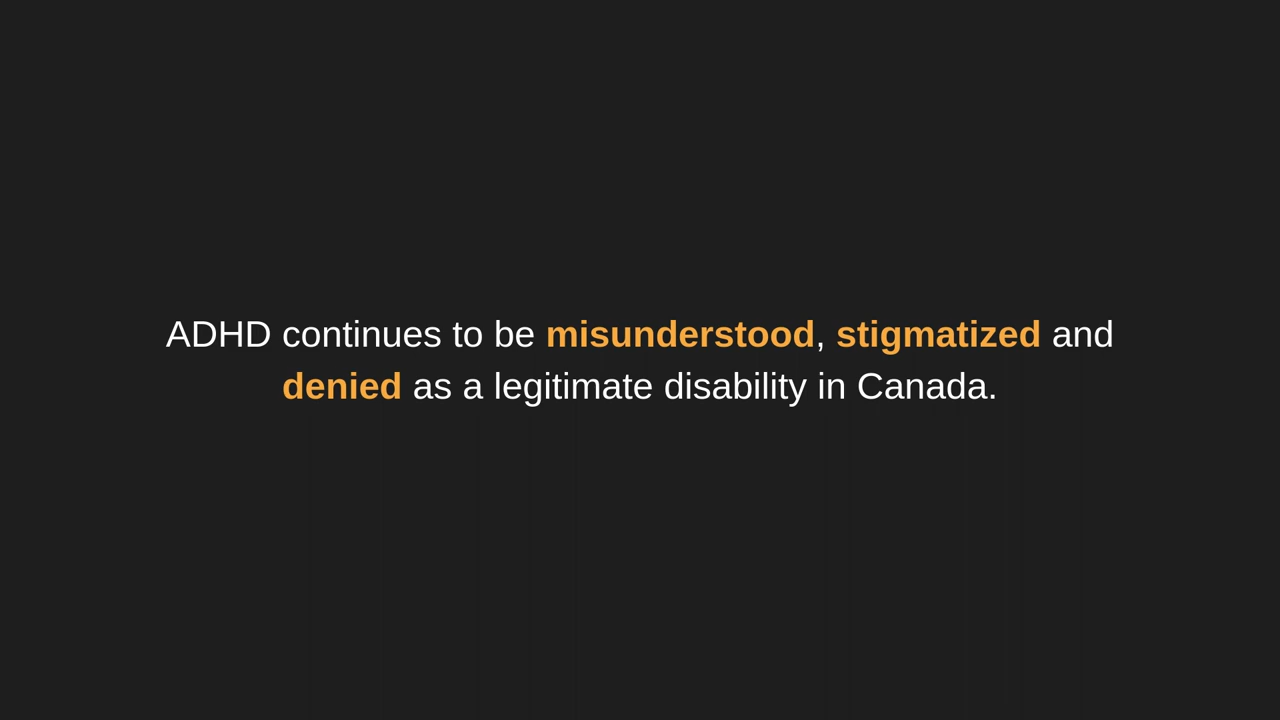 ADHD continues to be misunderstood, stigmatized and
denied as a legitimate disability in Canada.